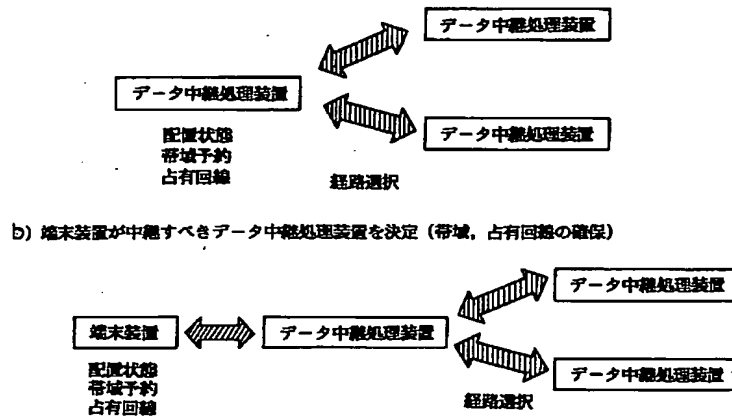 データ中継処理装置
データ中継処理装置
データ中継処理装置
配置状態
帯域予約
占有回線
経路選択
b) 端末装置が中継すべきデータ中継処理装置を決定（帯域，占有回線の確保）
データ中継処理装置
端末装置
データ中継処理装置
データ中継処理装置
配置状態
帯域予約
占有回線
経路選択